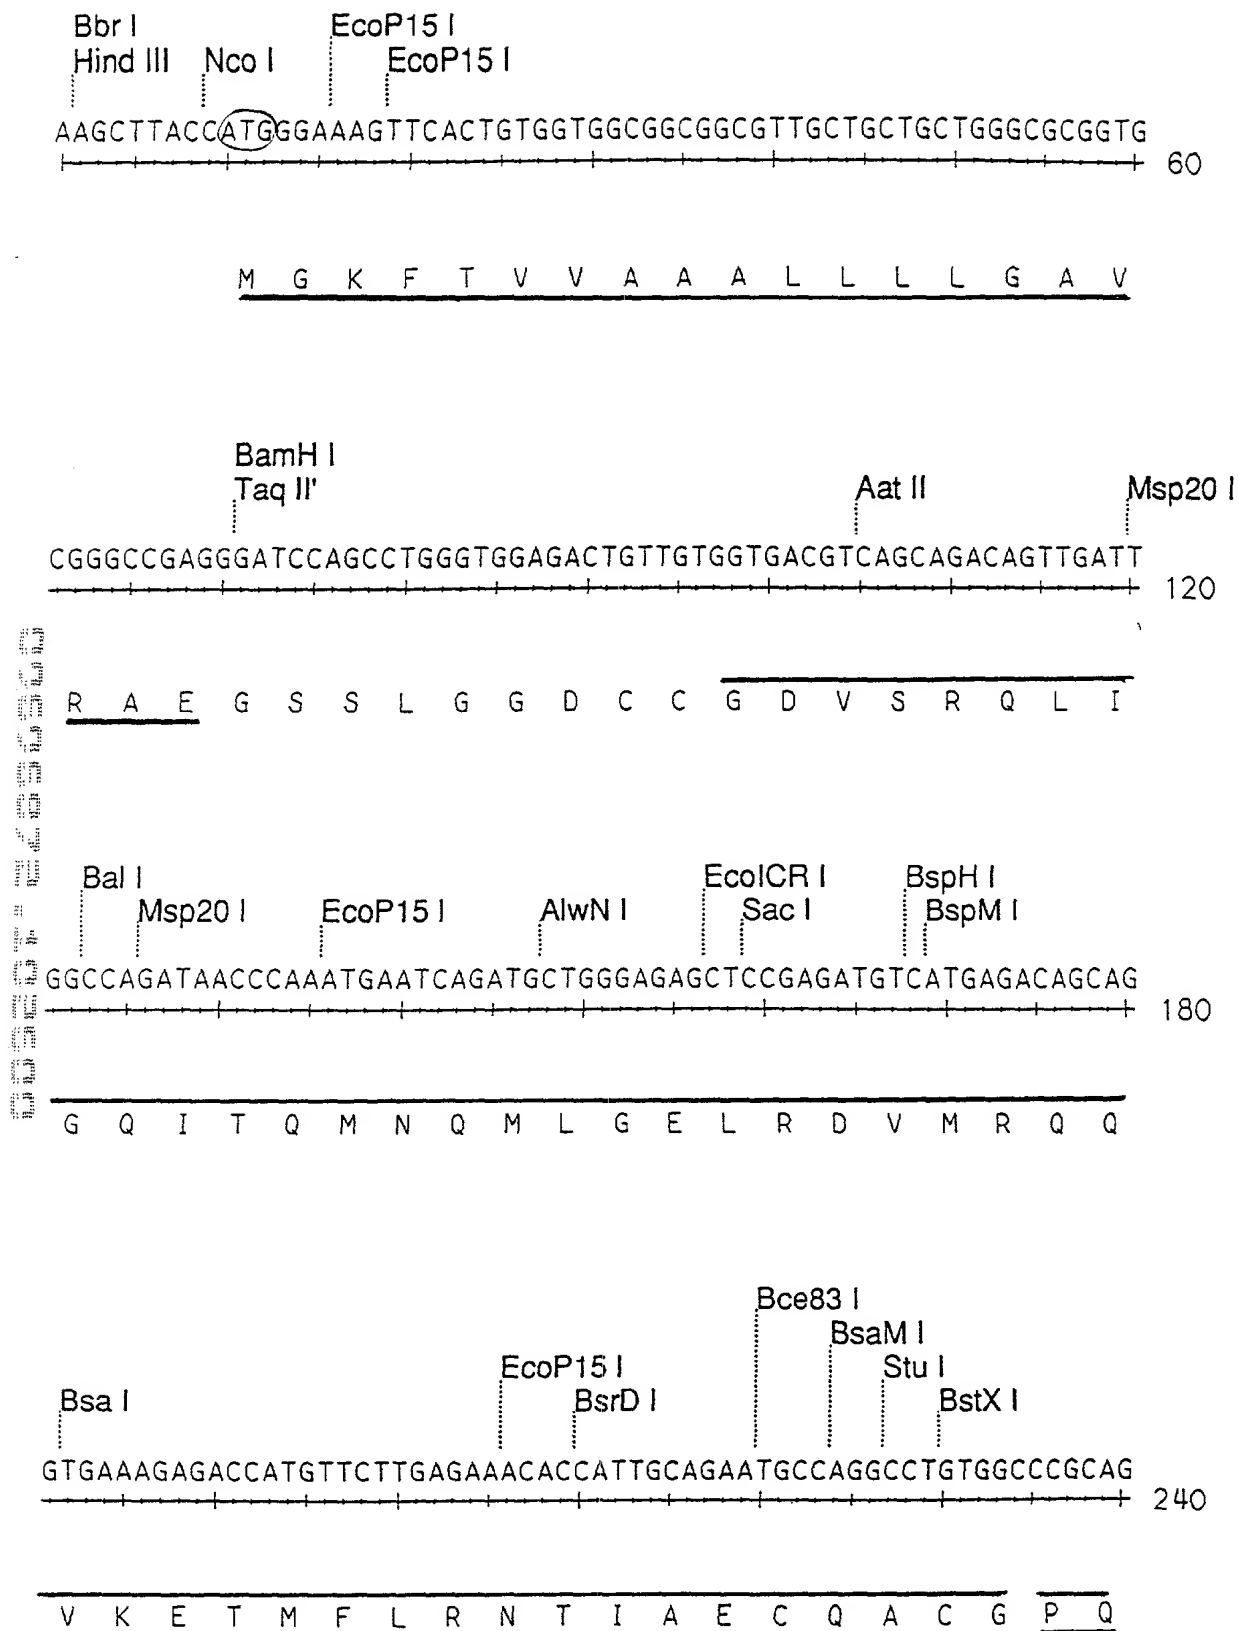 Bbr I EcoP15 I
Hind III Nco I EcoP15 I
AAGCTTACCATGGGAAAGTTCACTGTGGTGGCGGCGGCGTTGCTGCTGCTGGGCGCGGTG
60
M G K F T V V A A A L L L L G A V
BamH I
Taq II' Aat II Msp20 I
CGGGCCGAGGGATCCAGCCTGGGTGGAGACTGTTGTGGTGACGTCAGCAGACAGTTGATT
120
R A E G S S L G G D C C G D V S R Q L I
Bal I EcoICR I BspH I
Msp20 I EcoP15 I AlwN I Sac I BspM I
GGCCAGATAACCCAAATGAATCAGATGCTGGGAGAGCTCCGAGATGTCATGAGACAGCAG
180
G Q I T Q M N Q M L G E L R D V M R Q Q
Bce83 I
BsaM I
EcoP15 I Stu I
Bsa I BsrD I BstX I
GTGAAAGAGACCATGTTCTTGAGAAACACCATTGCAGAATGCCAGGCCTGTGGCCCGCAG
240
V K E T M F L R N T I A E C Q A C G P Q